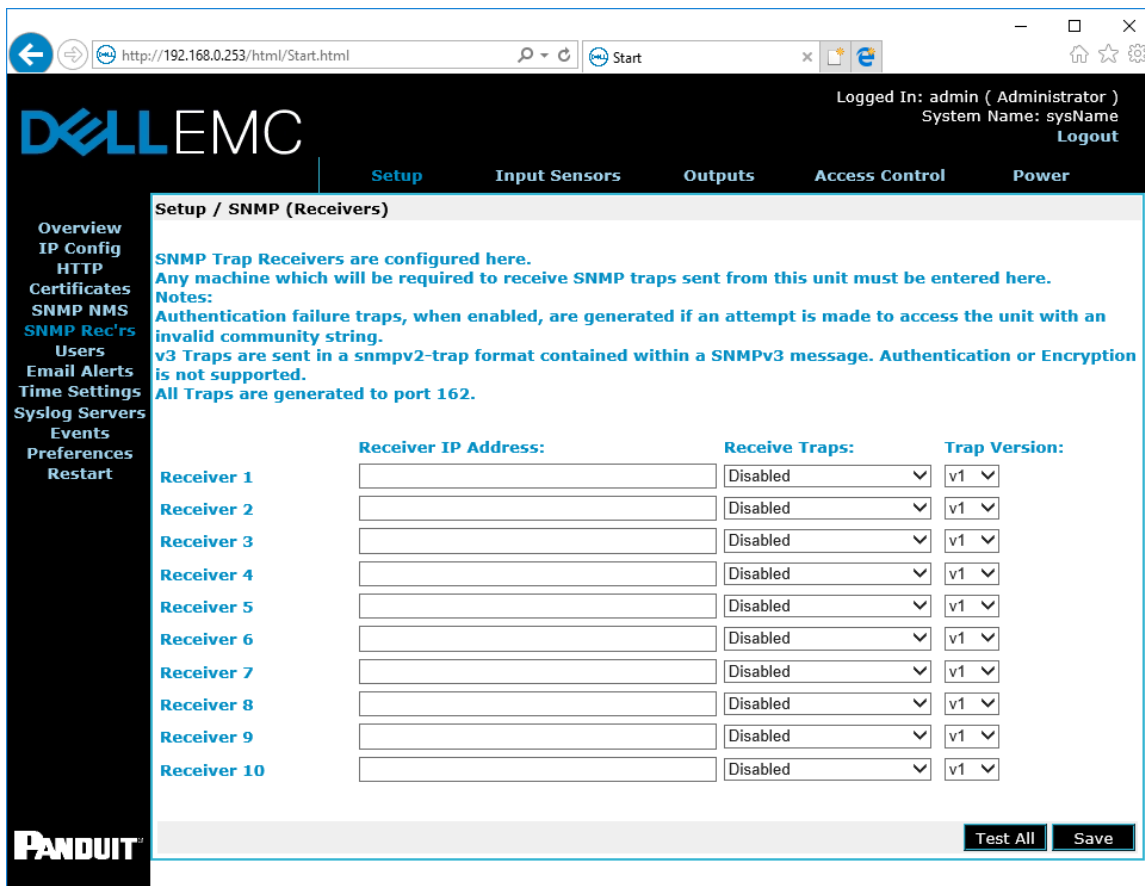 http://192.168.0.253/html/Start.html
Start
Logged In: admin ( Administrator )
System Name: sysName
Logout
DELL EMC
Setup Input Sensors Outputs Access Control Power
Overview
IP Config
HTTP
Certificates
SNMP NMS
SNMP Rec'rs
Users
Email Alerts
Time Settings
Syslog Servers
Events
Preferences
Restart
Setup / SNMP (Receivers)
SNMP Trap Receivers are configured here.
Any machine which will be required to receive SNMP traps sent from this unit must be entered here.
Notes:
Authentication failure traps, when enabled, are generated if an attempt is made to access the unit with an
invalid community string.
v3 Traps are sent in a snmpv2-trap format contained within a SNMPv3 message. Authentication or Encryption
is not supported.
All Traps are generated to port 162.
Receiver IP Address: Receive Traps: Trap Version:
Receiver 1 Disabled v1
Receiver 2 Disabled v1
Receiver 3 Disabled v1
Receiver 4 Disabled v1
Receiver 5 Disabled v1
Receiver 6 Disabled v1
Receiver 7 Disabled v1
Receiver 8 Disabled v1
Receiver 9 Disabled v1
Receiver 10 Disabled v1
Test All Save
PANDUIT